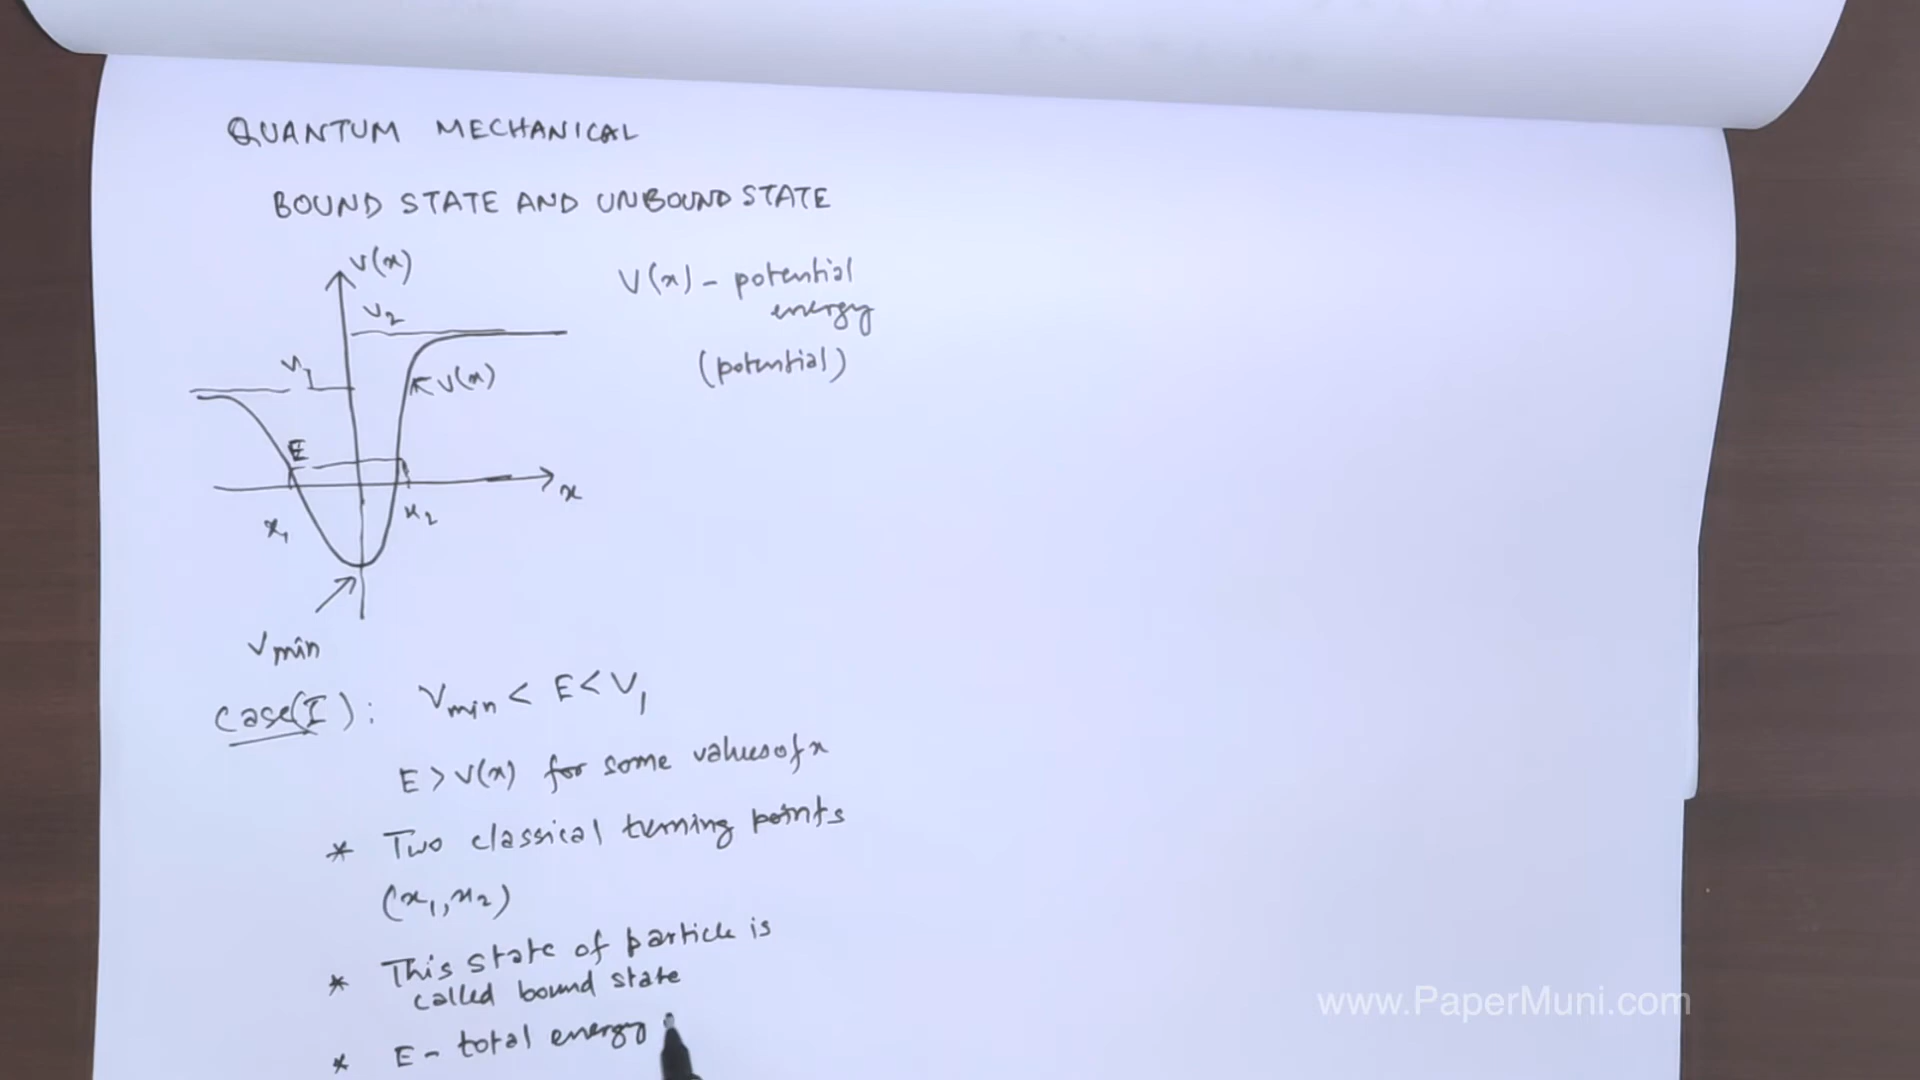 QUANTUM MECHANICAL
BOUND STATE AND UNBOUND STATE
V(x)
V2
V1
V(x)
E
x
x1
x2
Vmin
V(x) - potential
energy
(potential)
Case(I): Vmin < E < V1
E > V(x) for some values of x
* Two classical turning points
(x1, x2)
* This state of particle is
called bound state
* E - total energy
www.PaperMuni.com